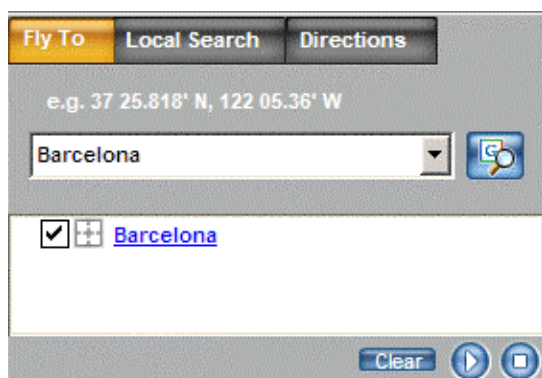 Fly To Local Search Directions
e.g. 37 25.818' N, 122 05.36' W
Barcelona
Barcelona
Clear